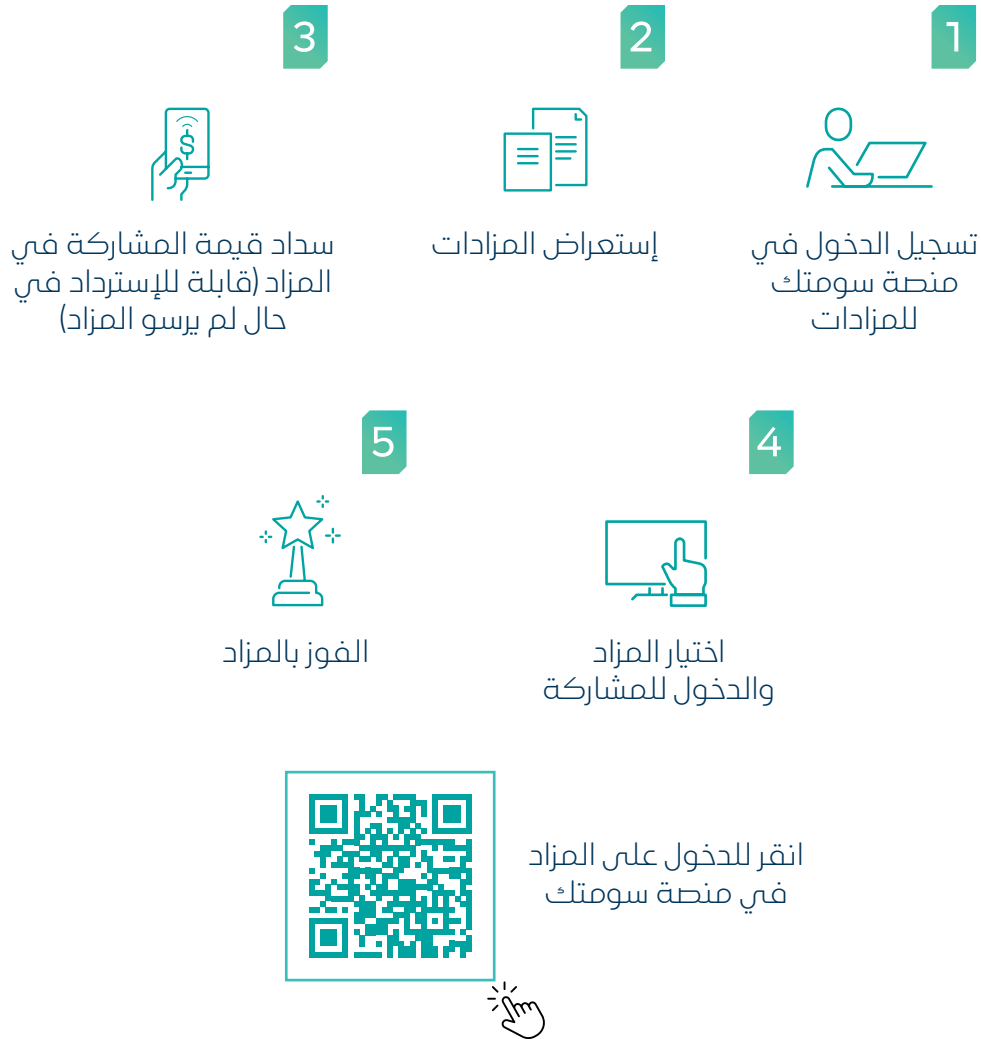 1
تسجيل الدخول في
منصة سومتك
للمزادات
2
إستعراض المزادات
3
سداد قيمة المشاركة في
المزاد (قابلة للإسترداد في
حال لم يرسو المزاد)
4
اختيار المزاد
والدخول للمشاركة
5
الفوز بالمزاد
انقر للدخول على المزاد
في منصة سومتك